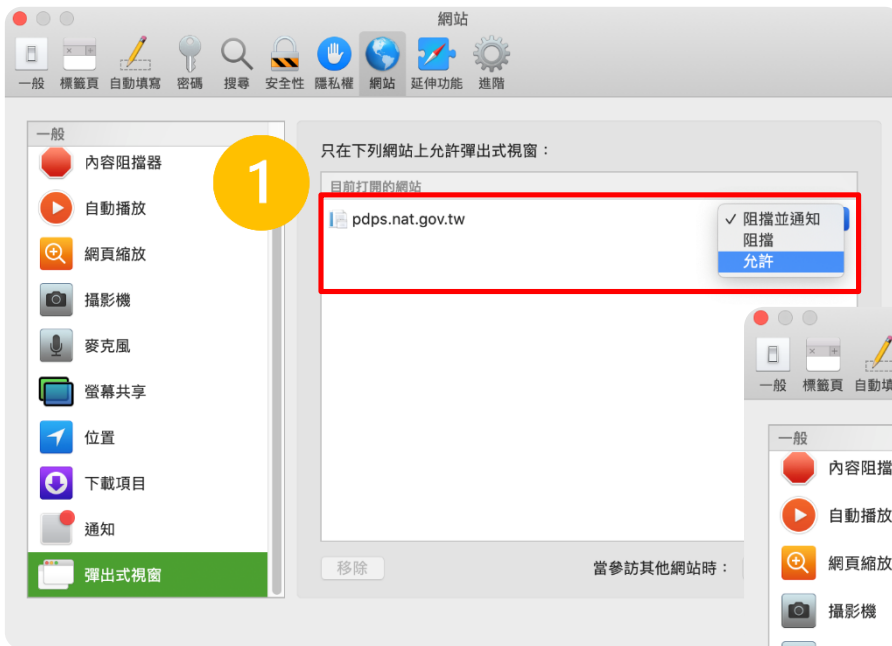 網站
一般 標籤頁 自動填寫 密碼 搜尋 安全性 隱私權 網站 延伸功能 進階
一般
內容阻擋器
自動播放
網頁縮放
攝影機
麥克風
螢幕共享
位置
下載項目
通知
彈出式視窗
1
只在下列網站上允許彈出式視窗：
目前打開的網站
pdps.nat.gov.tw
✓ 阻擋並通知
阻擋
允許
移除
當參訪其他網站時：
一般 標籤頁 自動填
一般
內容阻擋
自動播放
網頁縮放
攝影機